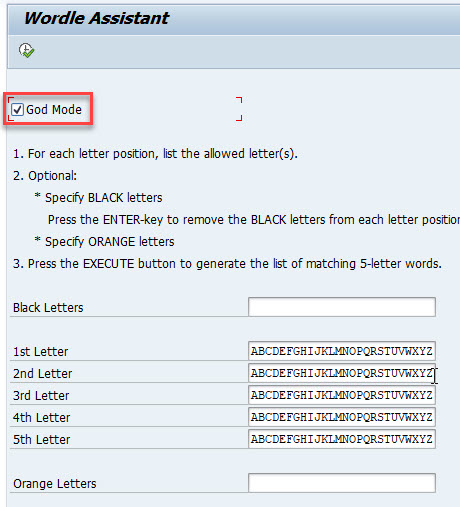 Wordle Assistant
God Mode
1. For each letter position, list the allowed letter(s).
2. Optional:
* Specify BLACK letters
Press the ENTER-key to remove the BLACK letters from each letter position
* Specify ORANGE letters
3. Press the EXECUTE button to generate the list of matching 5-letter words.
Black Letters
1st Letter ABCDEFGHIJKLMNOPQRSTUVWXYZ
2nd Letter ABCDEFGHIJKLMNOPQRSTUVWXYZ
3rd Letter ABCDEFGHIJKLMNOPQRSTUVWXYZ
4th Letter ABCDEFGHIJKLMNOPQRSTUVWXYZ
5th Letter ABCDEFGHIJKLMNOPQRSTUVWXYZ
Orange Letters